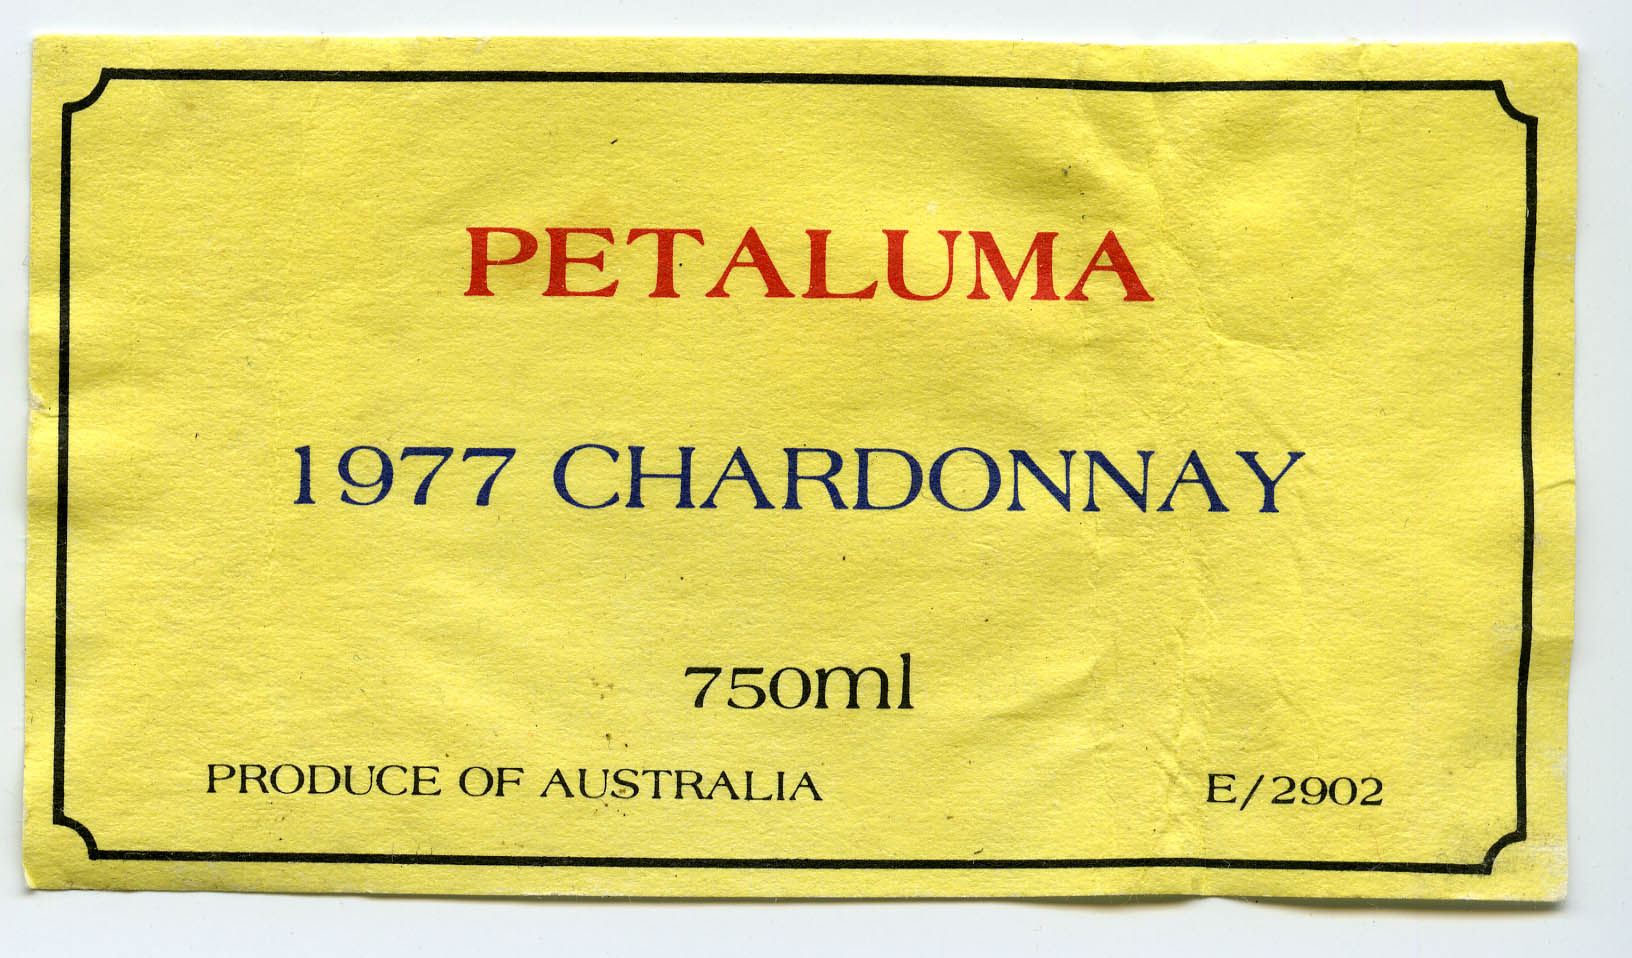 PETALUMA
1977 CHARDONNAY
750ml
PRODUCE OF AUSTRALIA E/2902